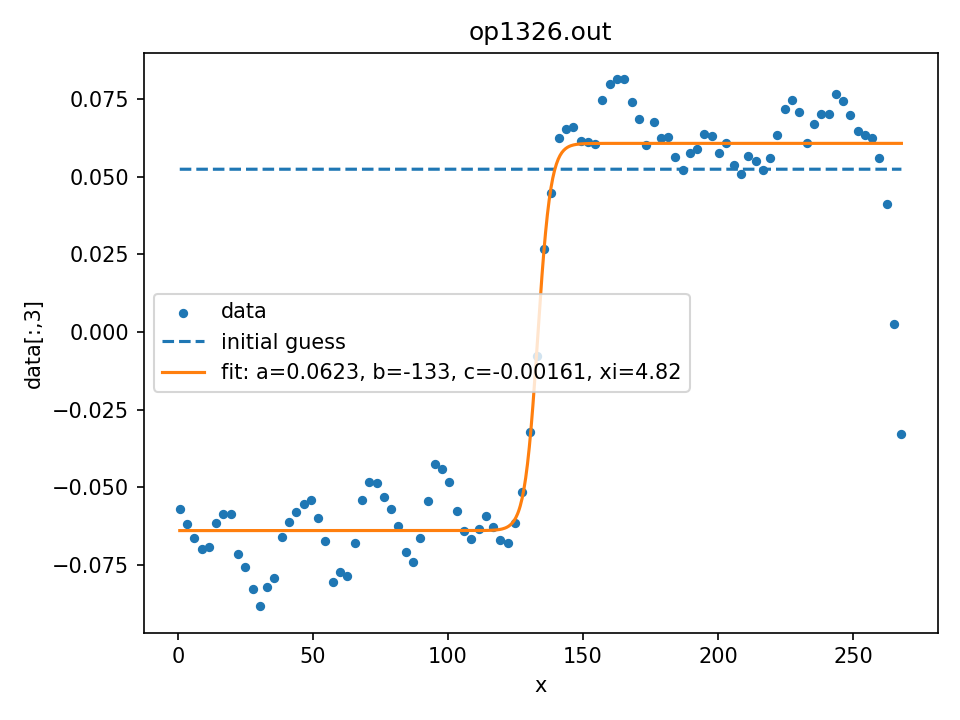 op1326.out
0.075
0.050
0.025
0.000
−0.025
−0.050
−0.075
data[:,3]
data
initial guess
fit: a=0.0623, b=-133, c=-0.00161, xi=4.82
0 50 100 150 200 250
x